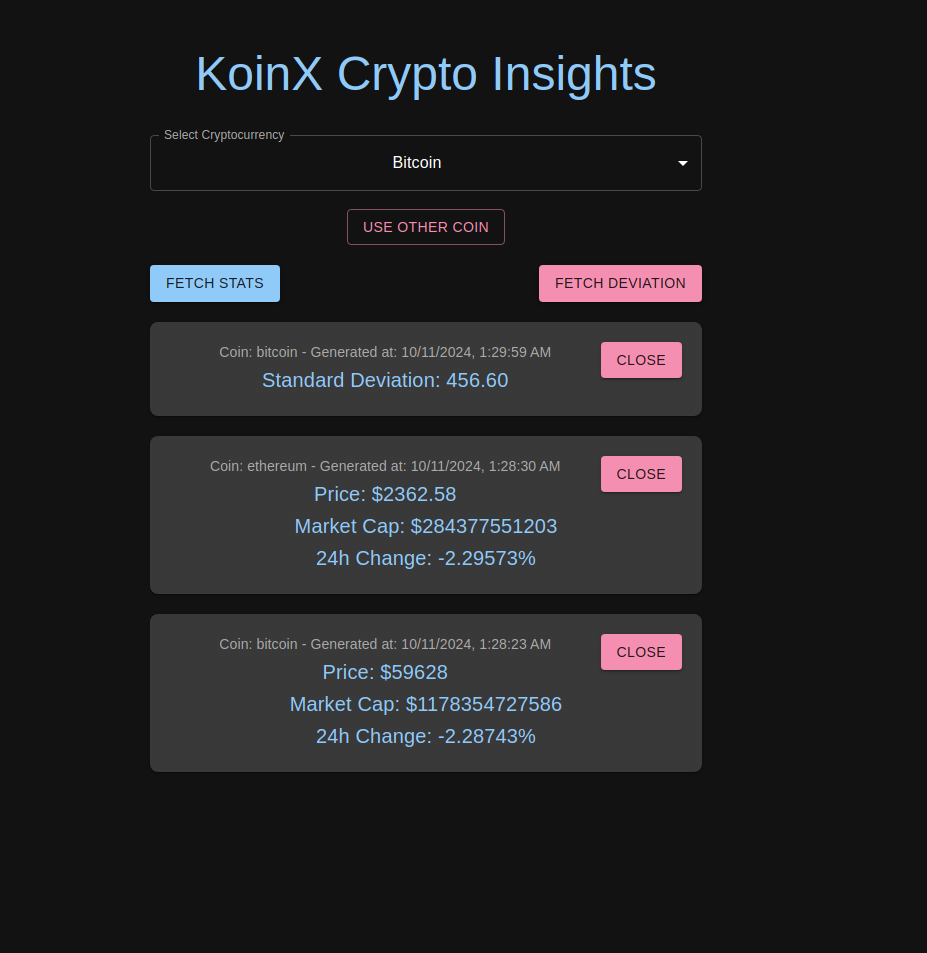 KoinX Crypto Insights
Select Cryptocurrency
Bitcoin
USE OTHER COIN
FETCH STATS
FETCH DEVIATION
Coin: bitcoin - Generated at: 10/11/2024, 1:29:59 AM
CLOSE
Standard Deviation: 456.60
Coin: ethereum - Generated at: 10/11/2024, 1:28:30 AM
CLOSE
Price: $2362.58
Market Cap: $284377551203
24h Change: -2.29573%
Coin: bitcoin - Generated at: 10/11/2024, 1:28:23 AM
CLOSE
Price: $59628
Market Cap: $1178354727586
24h Change: -2.28743%